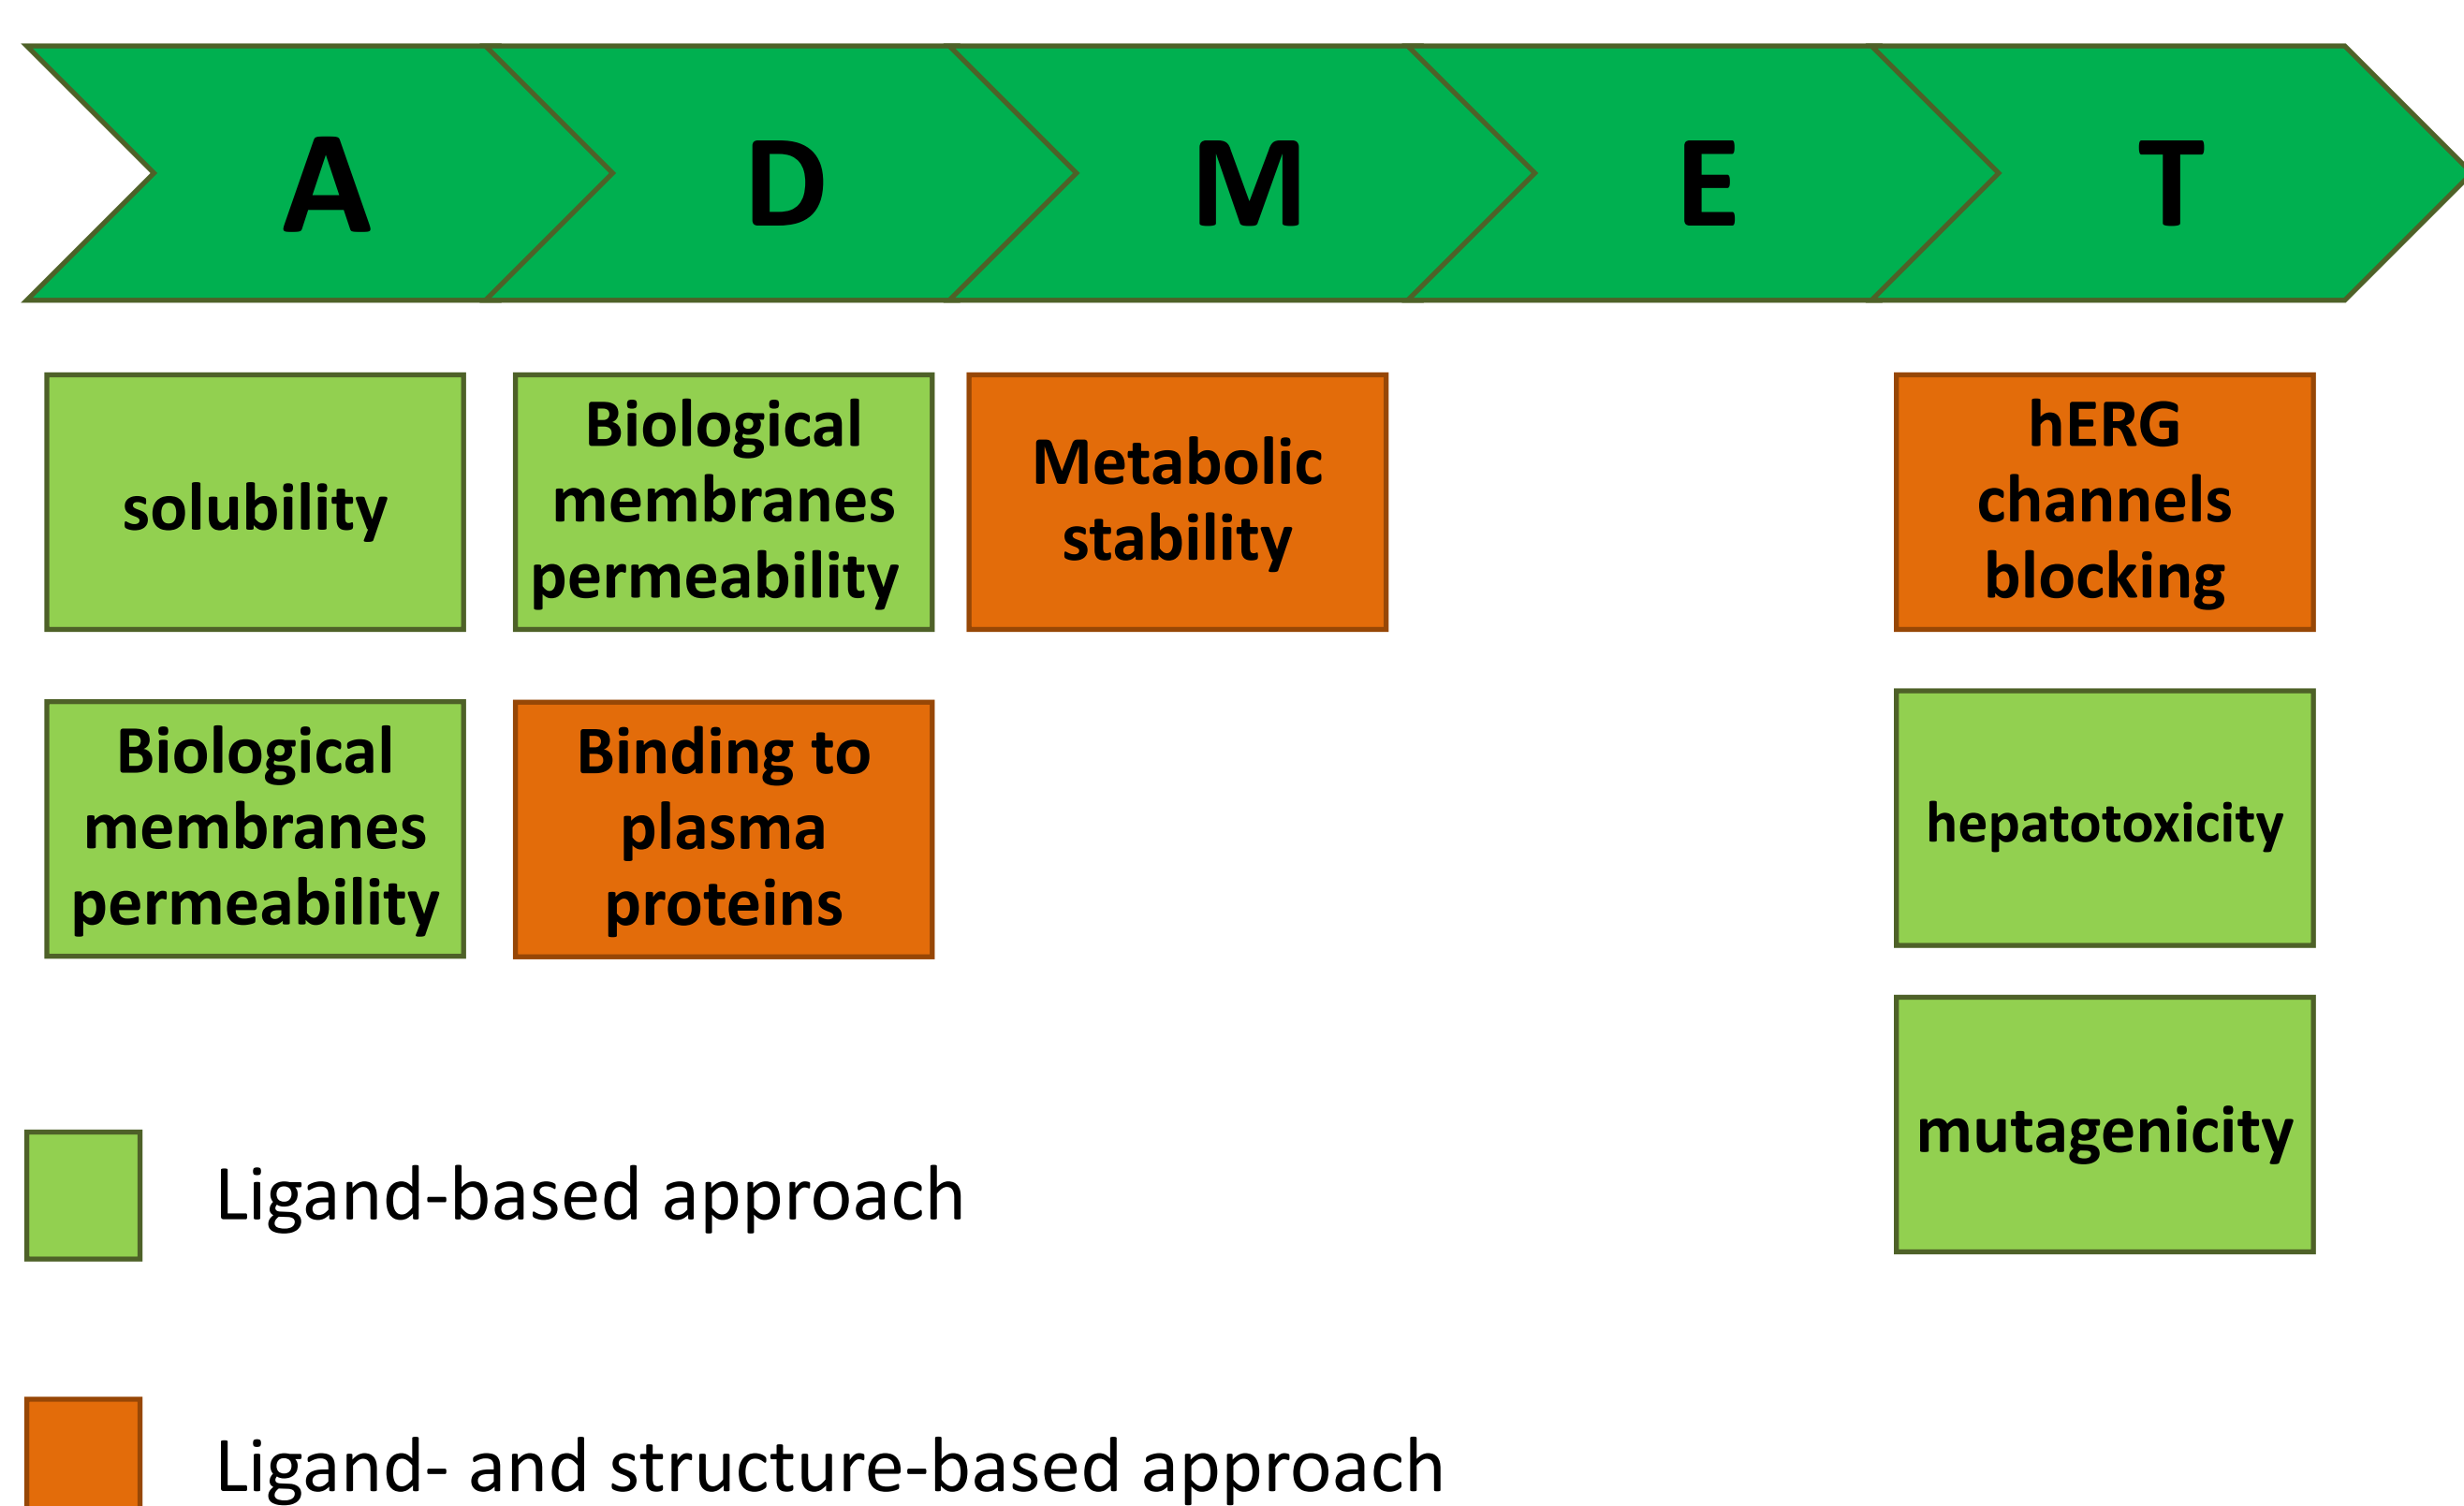 A
D
M
E
T
solubility
Biological
membranes
permeability
Metabolic
stability
hERG
channels
blocking
Biological
membranes
permeability
Binding to
plasma
proteins
hepatotoxicity
mutagenicity
Ligand-based approach
Ligand- and structure-based approach